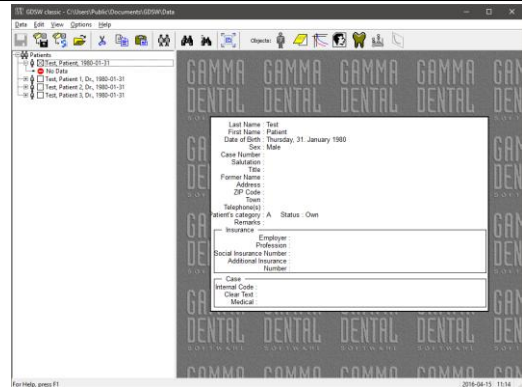 GDSW classic - C:\Users\Public\Documents\GDSW\Data
Data Edit View Options Help
Objects:
Patients
Test, Patient, 1980-01-31
No Data
Test, Patient 1, Dr., 1980-01-31
Test, Patient 2, Dr., 1980-01-31
Test, Patient 3, Dr., 1980-01-31
GAMMA DENTAL SOFTWARE
Last Name : Test
First Name : Patient
Date of Birth : Thursday, 31. January 1980
Sex : Male
Case Number :
Salutation :
Title :
Former Name :
Address :
ZIP Code :
Town :
Telephone(s) :
Patient's category : A Status : Own
Remarks :
Insurance
Employer :
Profession :
Social Insurance Number :
Additional Insurance :
Number :
Case
Internal Code :
Clear Text :
Medical :
For Help, press F1
2016-04-15 11:14